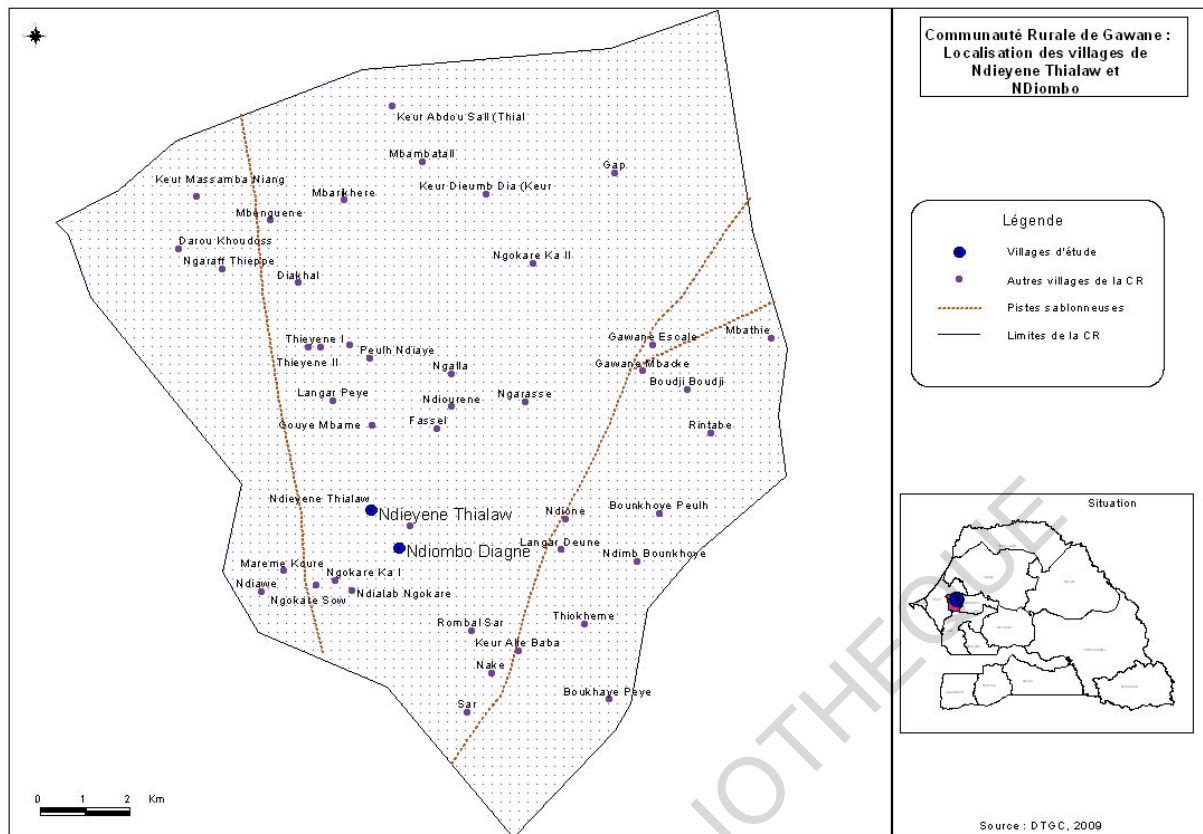 Communauté Rurale de Gawane :
Localisation des villages de
Ndieyene Thialaw et
NDiombo
Keur Abdou Sall (Thial
Mbambatall
Gap
Keur Massamba Niang
Mbarikhere
Keur Dieumb Dia (Keur
Mbenguene
Darou Khoudoss
Ngaraff Thieppe
Diakhal
Ngokare Ka II
Thieyene I
Peulh Ndiaye
Thieyene II
Ngalla
Gawane Escale
Mbathie
Gawane Mbacke
Boudji Boudji
Langar Peye
Ndiourene
Ngarasse
Gouye Mbame
Fassel
Rintabe
Ndieyene Thialaw
Ndieyene Thialaw
Ndione
Bounkhoye Peulh
Ndiombo Diagne
Langar Deune
Ndimb Bounkhoye
Mareme Koure
Ngokare Ka I
Ndiawe
Ngokare Sow
Ndialab Ngokare
Rombal Sar
Thiokheme
Keur Alle Baba
Nake
Boukhaye Peye
Sar
0 1 2 Km
Légende
Villages d'étude
Autres villages de la CR
Pistes sablonneuses
Limites de la CR
Situation
Source : DTGC, 2009
IOTHEQUE